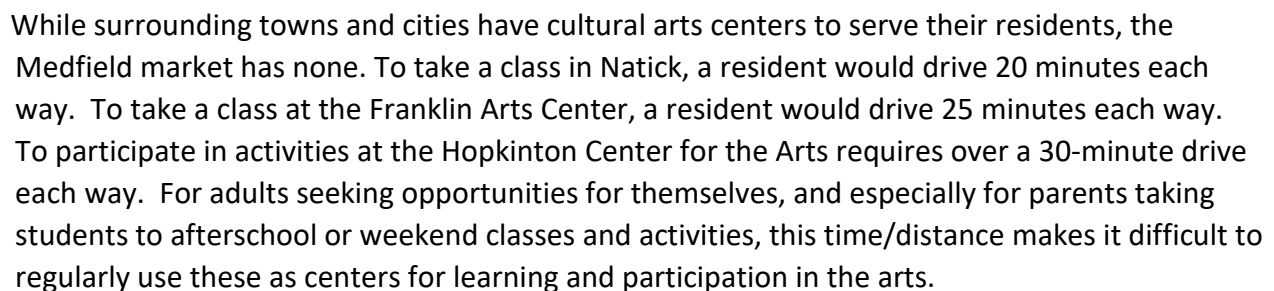 While surrounding towns and cities have cultural arts centers to serve their residents, the
Medfield market has none. To take a class in Natick, a resident would drive 20 minutes each
way.  To take a class at the Franklin Arts Center, a resident would drive 25 minutes each way.
To participate in activities at the Hopkinton Center for the Arts requires over a 30-minute drive
each way.  For adults seeking opportunities for themselves, and especially for parents taking
students to afterschool or weekend classes and activities, this time/distance makes it difficult to
regularly use these as centers for learning and participation in the arts.